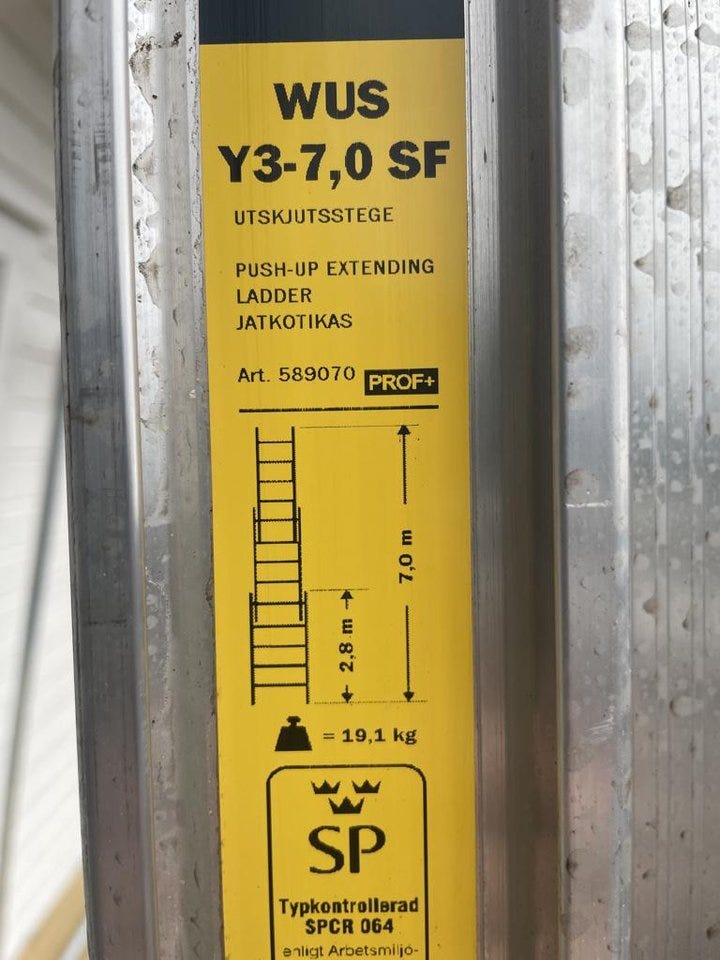 WUS
Y3-7,0 SF
UTSKJUTSSTEGE
PUSH-UP EXTENDING
LADDER
JATKOTIKAS
Art. 589070 PROF+
7,0 m
2,8 m
= 19,1 kg
SP
Typkontrollerad
SPCR 064
enligt Arbetsmiljö-